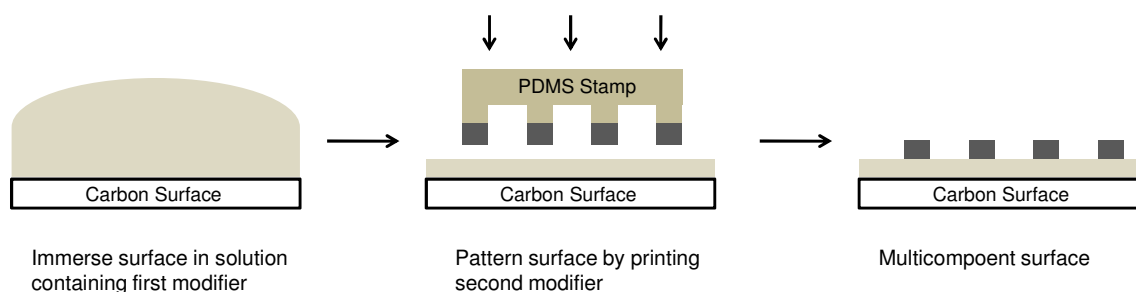 PDMS Stamp
Carbon Surface
Carbon Surface
Carbon Surface
Immerse surface in solution
containing first modifier
Pattern surface by printing
second modifier
Multicompoent surface